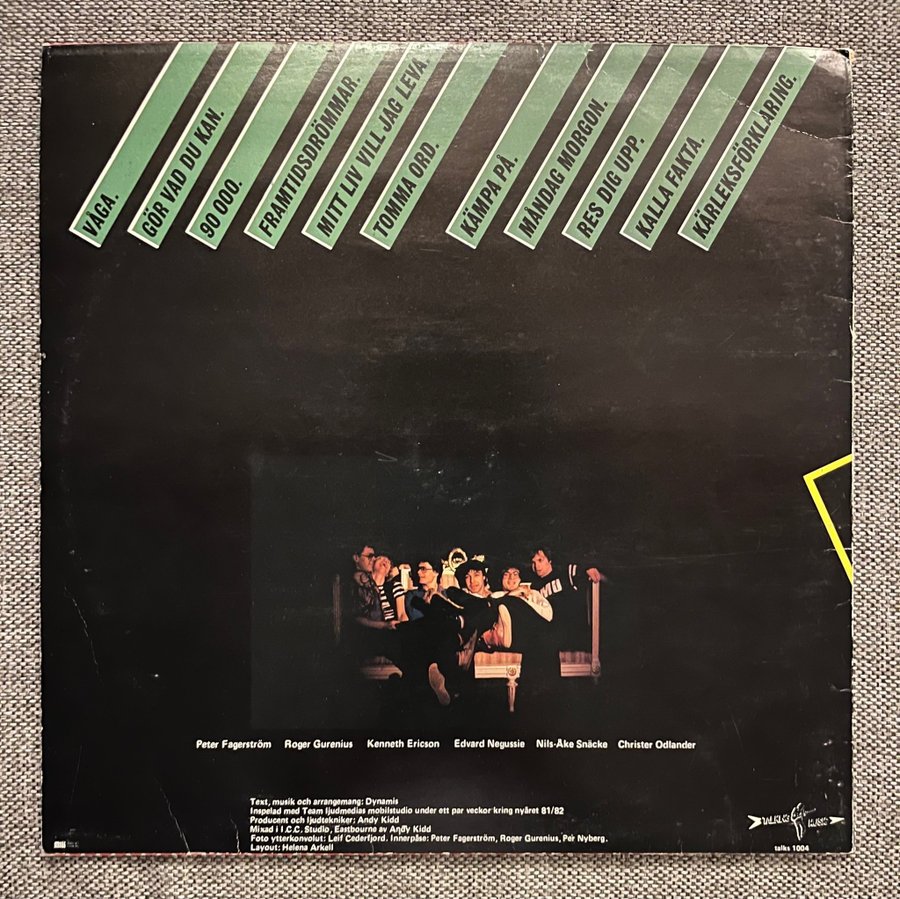 VÅGA.
GÖR VAD DU KAN.
90 000.
FRAMTIDSDRÖMMAR.
MITT LIV VILL JAG LEVA.
TOMMA ORD.
KÄMPA PÅ.
MÅNDAG MORGON.
RES DIG UPP.
KALLA FAKTA.
KÄRLEKSFÖRKLARING.
Peter Fagerström Roger Gurenius Kenneth Ericson Edvard Negussie Nils-Åke Snäcke Christer Odlander
Text, musik och arrangemang: Dynamis
Inspelad med Team ljudmedias mobilstudio under ett par veckor kring nyåret 81/82
Producent och ljudtekniker: Andy Kidd
Mixad i I.C.C. Studio, Eastbourne av Andy Kidd
Foto ytterkonvolut: Leif Cederfjord. Innerpåse: Peter Fagerström, Roger Gurenius, Per Nyberg.
Layout: Helena Arkell
MUSIC
talks 1004